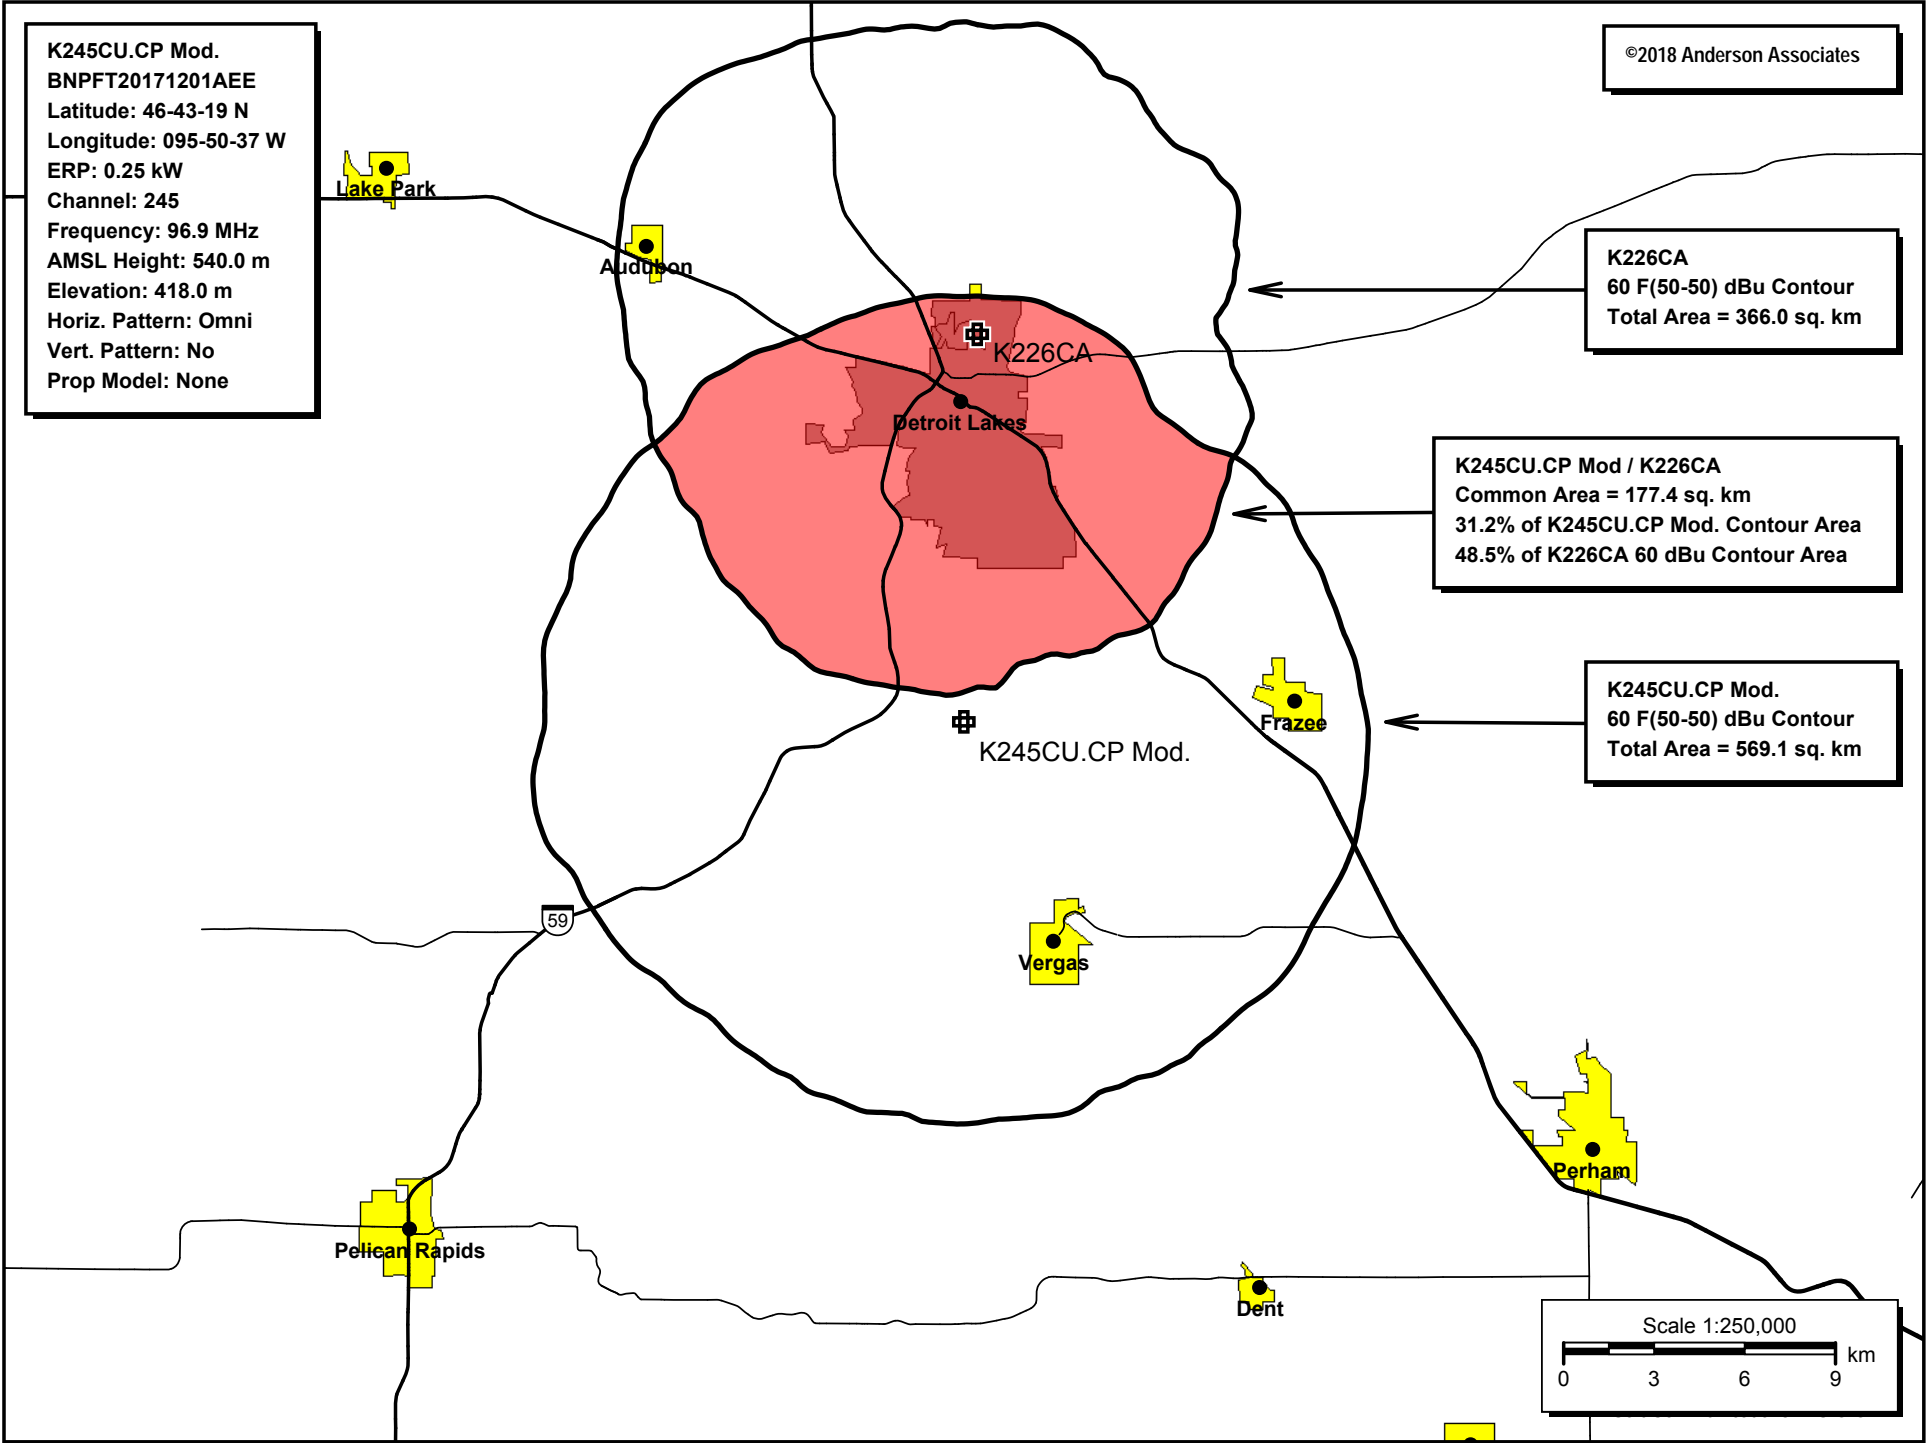 K245CU.CP Mod.
BNPFT20171201AEE
Latitude: 46-43-19 N
Longitude: 095-50-37 W
ERP: 0.25 kW
Channel: 245
Frequency: 96.9 MHz
AMSL Height: 540.0 m
Elevation: 418.0 m
Horiz. Pattern: Omni
Vert. Pattern: No
Prop Model: None
©2018 Anderson Associates
Lake Park
Audubon
K226CA
60 F(50-50) dBu Contour
Total Area = 366.0 sq. km
K226CA
Detroit Lakes
K245CU.CP Mod / K226CA
Common Area = 177.4 sq. km
31.2% of K245CU.CP Mod. Contour Area
48.5% of K226CA 60 dBu Contour Area
K245CU.CP Mod.
60 F(50-50) dBu Contour
Total Area = 569.1 sq. km
Frazee
K245CU.CP Mod.
59
Vergas
Perham
Pelican Rapids
Dent
Scale 1:250,000
km
0 3 6 9